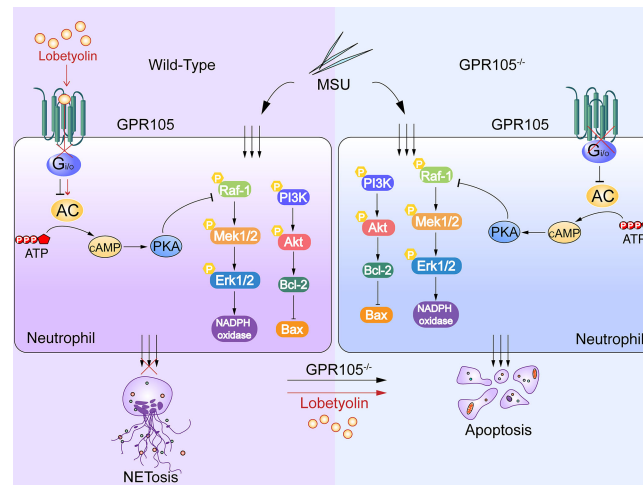 Lobetyolin
Wild-Type
MSU
GPR105-/-
GPR105
GPR105
Gi/o
Gi/o
AC
AC
PPP
ATP
cAMP
PKA
P
Raf-1
P
Mek1/2
P
Erk1/2
NADPH
oxidase
P
PI3K
P
Akt
Bcl-2
Bax
P
PI3K
P
Akt
Bcl-2
Bax
P
Raf-1
P
Mek1/2
P
Erk1/2
NADPH
oxidase
PKA
cAMP
PPP
ATP
Neutrophil
Neutrophil
GPR105-/-
Lobetyolin
NETosis
Apoptosis